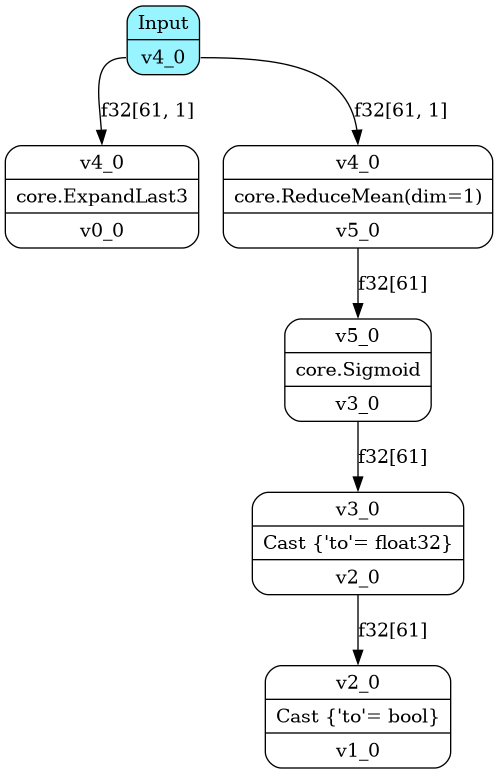 Input
v4_0
f32[61, 1]
f32[61, 1]
v4_0
core.ExpandLast3
v0_0
v4_0
core.ReduceMean(dim=1)
v5_0
f32[61]
v5_0
core.Sigmoid
v3_0
f32[61]
v3_0
Cast {'to'= float32}
v2_0
f32[61]
v2_0
Cast {'to'= bool}
v1_0